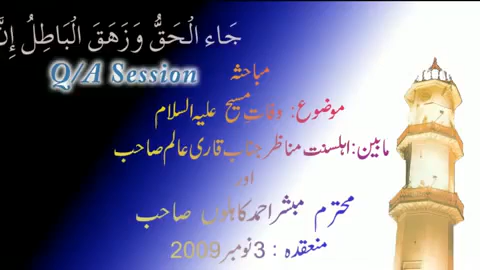 جَاء الْحَقُّ وَزَهَقَ الْبَاطِلُ إِنَّ
Q/A Session
مباحثہ
موضوع: وفات مسیح علیہ السلام
مابین: اہلسنت مناظر جناب قاری عالم صاحب
اور
محترم مبشر احمد کاہلوں صاحب
منعقدہ : 3 نومبر 2009